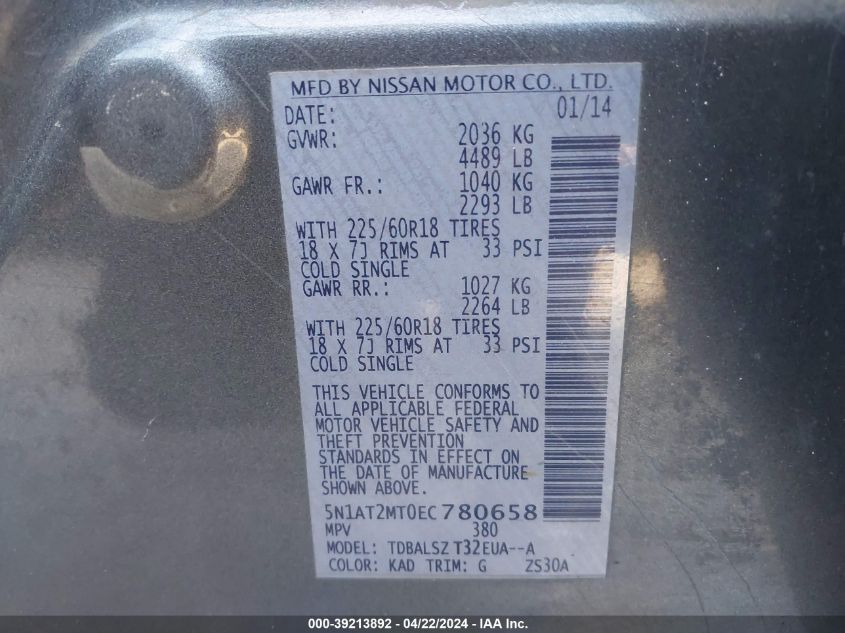 MFD BY NISSAN MOTOR CO., LTD.
DATE: 01/14
GVWR: 2036 KG
4489 LB
GAWR FR.: 1040 KG
2293 LB
WITH 225/60R18 TIRES
18 X 7J RIMS AT 33 PSI
COLD SINGLE
GAWR RR.: 1027 KG
2264 LB
WITH 225/60R18 TIRES
18 X 7J RIMS AT 33 PSI
COLD SINGLE
THIS VEHICLE CONFORMS TO
ALL APPLICABLE FEDERAL
MOTOR VEHICLE SAFETY AND
THEFT PREVENTION
STANDARDS IN EFFECT ON
THE DATE OF MANUFACTURE
SHOWN ABOVE.
5N1AT2MT0EC780658
MPV 380
MODEL: TDBALSZ T32EUA--A
COLOR: KAD TRIM: G ZS30A
000-39213892 - 04/22/2024 - IAA Inc.